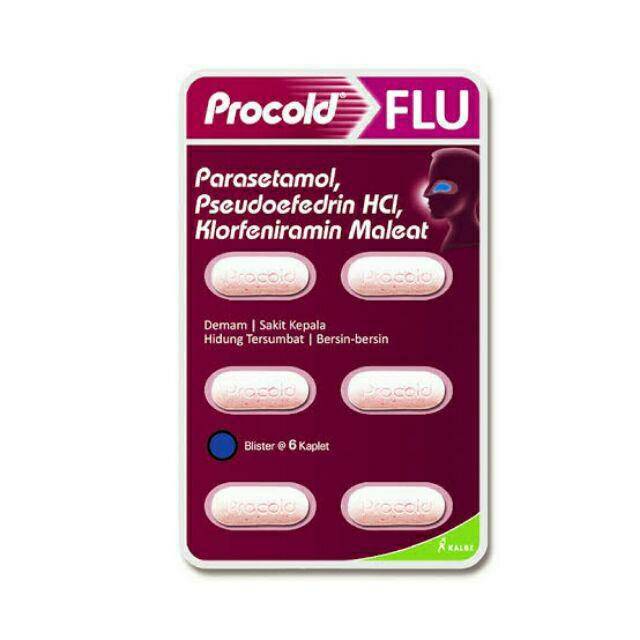 Procold® FLU
Parasetamol,
Pseudoefedrin HCl,
Klorfeniramin Maleat
Procold Procold
Demam | Sakit Kepala
Hidung Tersumbat | Bersin-bersin
Procold Procold
Blister @ 6 Kaplet
Procold Procold
KALBE